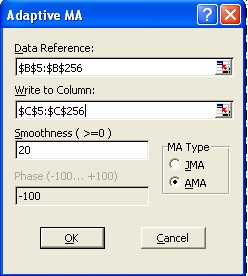 Adaptive MA
Data Reference:
$B$5:$B$256
Write to Column:
$C$5:$C$256
Smoothness ( >=0 )
20
Phase (-100... +100)
-100
MA Type
JMA
AMA
OK
Cancel